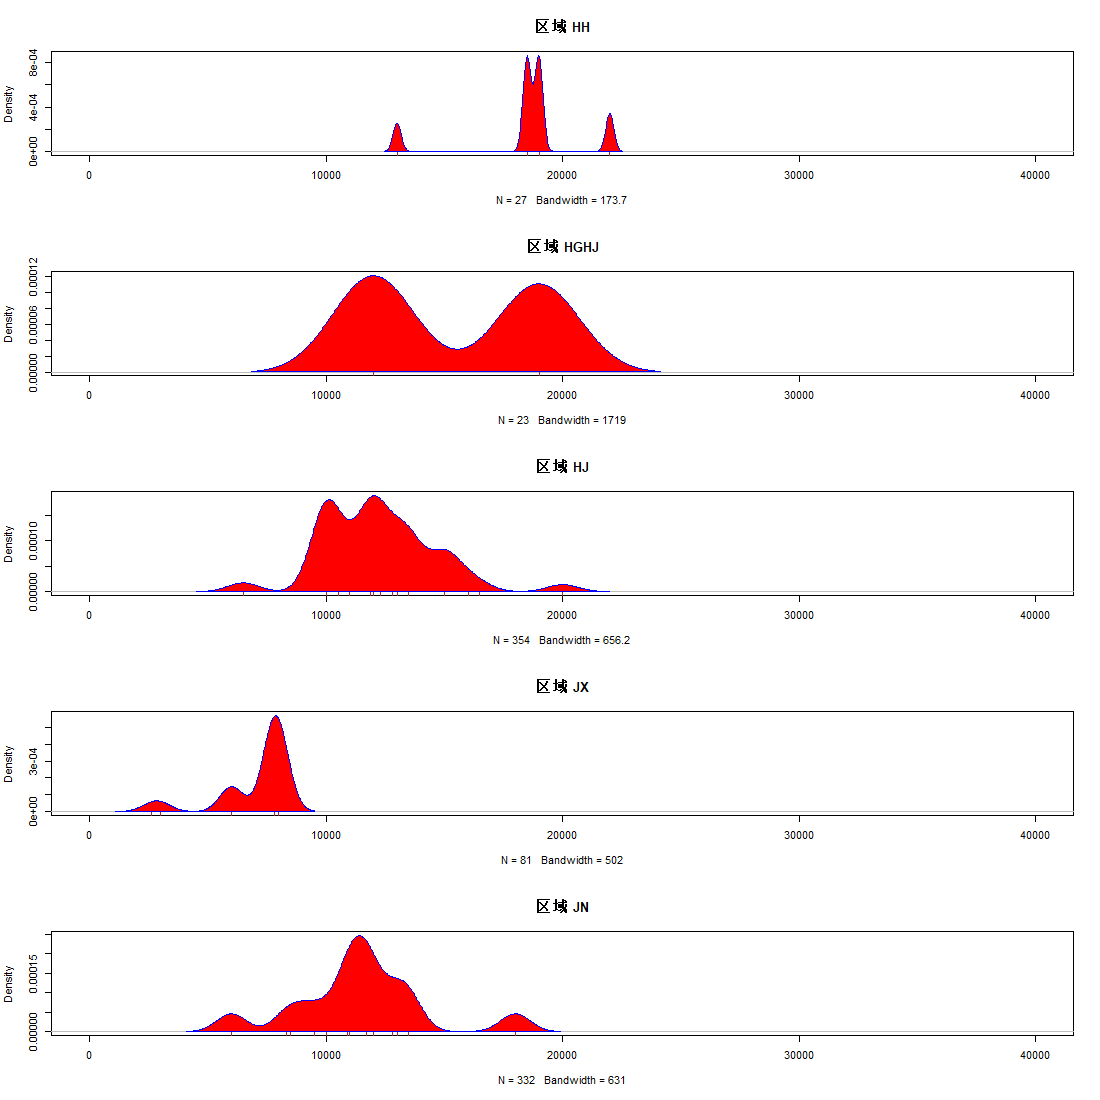 区域 HH
Density
0e+00 4e-04 8e-04
0 10000 20000 30000 40000
N = 27 Bandwidth = 173.7
区域 HGHJ
Density
0.00000 0.00006 0.00012
0 10000 20000 30000 40000
N = 23 Bandwidth = 1719
区域 HJ
Density
0.00000 0.00010
0 10000 20000 30000 40000
N = 354 Bandwidth = 656.2
区域 JX
Density
0e+00 3e-04
0 10000 20000 30000 40000
N = 81 Bandwidth = 502
区域 JN
Density
0.00000 0.00015
0 10000 20000 30000 40000
N = 332 Bandwidth = 631